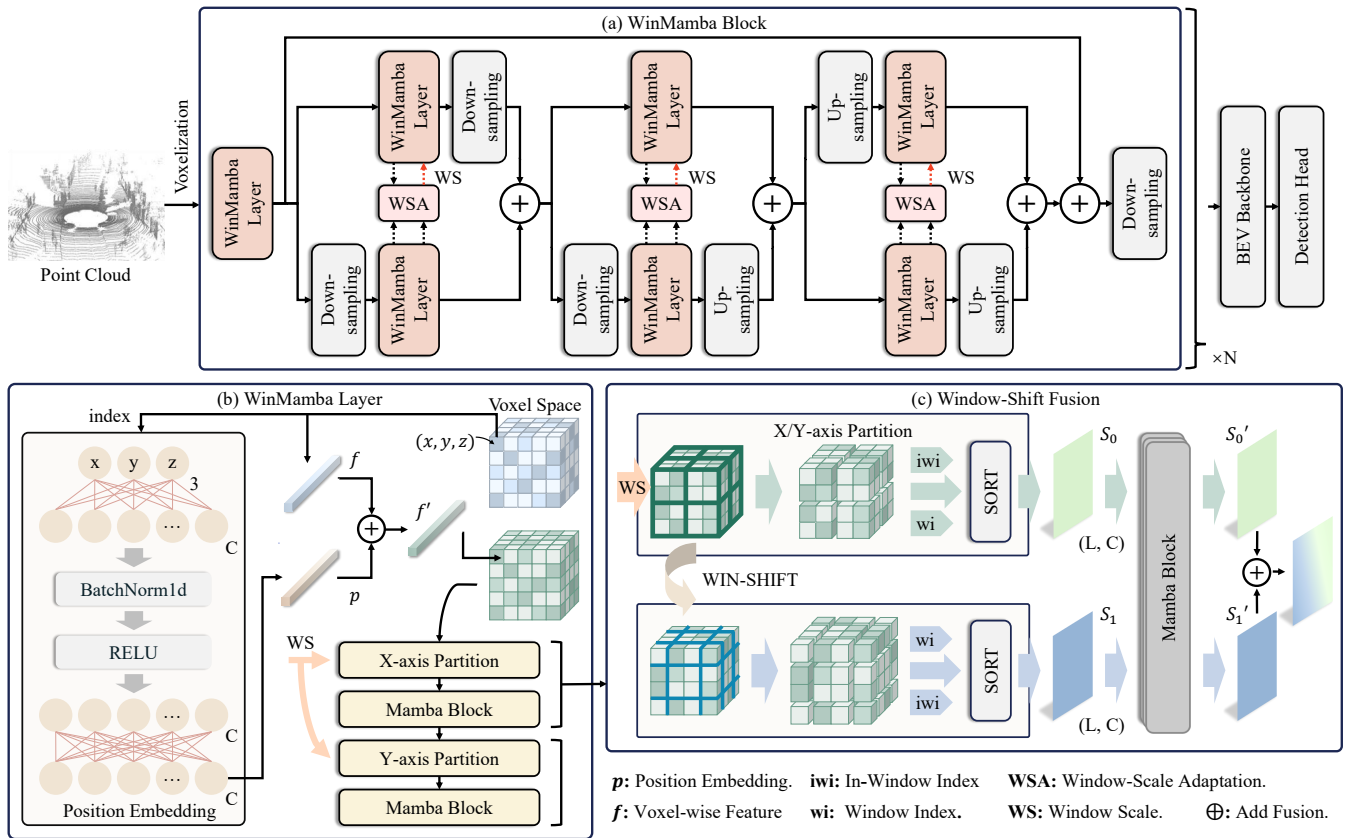 (a) WinMamba Block
Voxelization
Point Cloud
WinMamba Layer
WinMamba Layer
Down-sampling
WS
WSA
Down-sampling
WinMamba Layer
WinMamba Layer
WS
WSA
Down-sampling
WinMamba Layer
Up-sampling
Up-sampling
WinMamba Layer
WS
WSA
WinMamba Layer
Up-sampling
Down-sampling
×N
BEV Backbone
Detection Head
(b) WinMamba Layer
index
Voxel Space
(x, y, z)
x y z
3
...
C
BatchNorm1d
RELU
...
C
...
C
Position Embedding
f
p
f′
WS
X-axis Partition
Mamba Block
Y-axis Partition
Mamba Block
(c) Window-Shift Fusion
X/Y-axis Partition
WS
iwi
wi
SORT
S₀
(L, C)
WIN-SHIFT
wi
iwi
SORT
S₁
(L, C)
Mamba Block
S₀′
S₁′
p: Position Embedding. iwi: In-Window Index WSA: Window-Scale Adaptation.
f: Voxel-wise Feature wi: Window Index. WS: Window Scale. ⊕: Add Fusion.